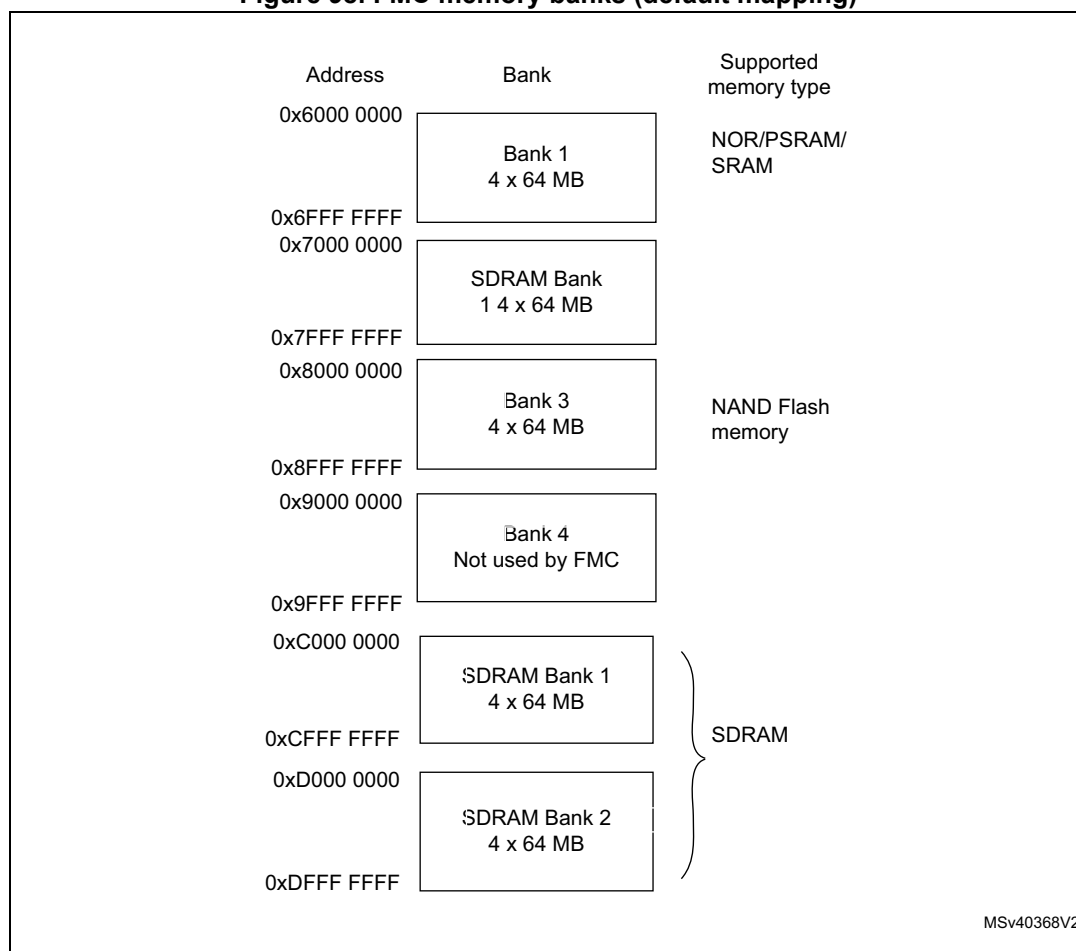 Figure 98. FMC memory banks (default mapping)
Address Bank Supported
memory type
0x6000 0000
Bank 1
4 x 64 MB
NOR/PSRAM/
SRAM
0x6FFF FFFF
0x7000 0000
SDRAM Bank
1 4 x 64 MB
0x7FFF FFFF
0x8000 0000
Bank 3
4 x 64 MB
NAND Flash
memory
0x8FFF FFFF
0x9000 0000
Bank 4
Not used by FMC
0x9FFF FFFF
0xC000 0000
SDRAM Bank 1
4 x 64 MB
0xCFFF FFFF
SDRAM
0xD000 0000
SDRAM Bank 2
4 x 64 MB
0xDFFF FFFF
MSv40368V2